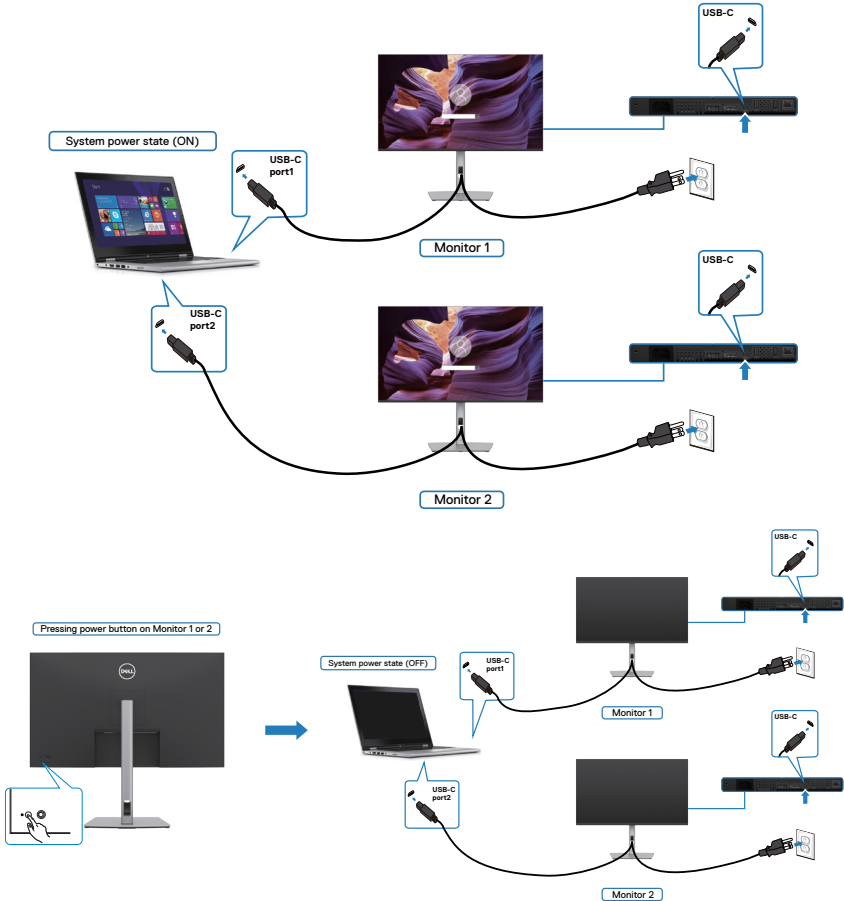 USB-C
System power state (ON)
USB-C
port1
Monitor 1
USB-C
USB-C
port2
Monitor 2
USB-C
Pressing power button on Monitor 1 or 2
DELL
System power state (OFF)
USB-C
port1
Monitor 1
USB-C
USB-C
port2
Monitor 2